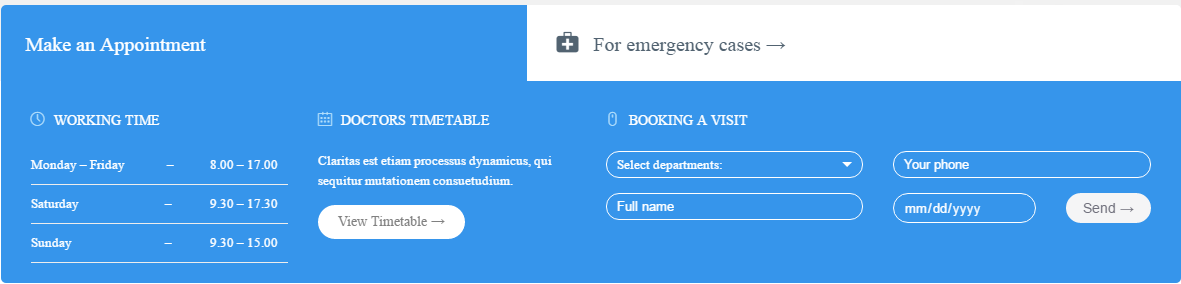 Make an Appointment
For emergency cases →
WORKING TIME
Monday – Friday – 8.00 – 17.00
Saturday – 9.30 – 17.30
Sunday – 9.30 – 15.00
DOCTORS TIMETABLE
Claritas est etiam processus dynamicus, qui
sequitur mutationem consuetudium.
View Timetable →
BOOKING A VISIT
Select departments:
Your phone
Full name
mm/dd/yyyy
Send →